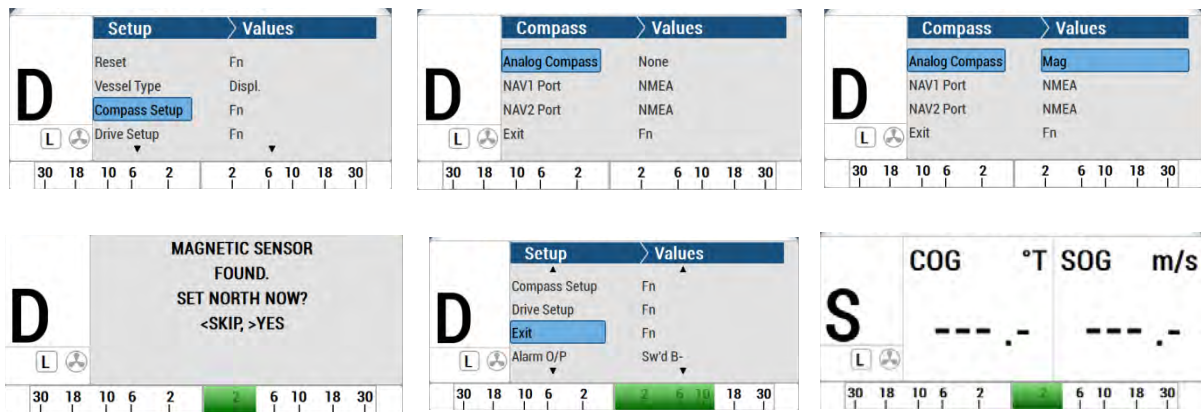 Setup Values
Reset Fn
Vessel Type Displ.
Compass Setup Fn
Drive Setup Fn
D
L
30 18 10 6 2 2 6 10 18 30
Compass Values
Analog Compass None
NAV1 Port NMEA
NAV2 Port NMEA
Exit Fn
D
L
30 18 10 6 2 2 6 10 18 30
Compass Values
Analog Compass Mag
NAV1 Port NMEA
NAV2 Port NMEA
Exit Fn
D
L
30 18 10 6 2 2 6 10 18 30
MAGNETIC SENSOR
FOUND.
SET NORTH NOW?
<SKIP, >YES
D
L
30 18 10 6 2 2 6 10 18 30
Setup Values
Compass Setup Fn
Drive Setup Fn
Exit Fn
Alarm O/P Sw'd B-
D
L
30 18 10 6 2 2 6 10 18 30
COG °T SOG m/s
S
---.- ---.-
L
30 18 10 6 2 2 6 10 18 30